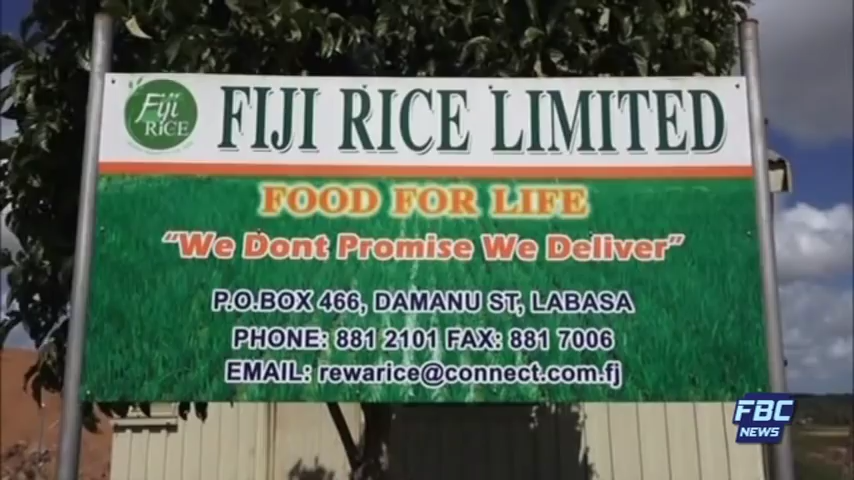 Fiji
RICE
FIJI RICE LIMITED
FOOD FOR LIFE
“We Dont Promise We Deliver”
P.O.BOX 466, DAMANU ST, LABASA
PHONE: 881 2101 FAX: 881 7006
EMAIL: rewarice@connect.com.fj
FBC
NEWS